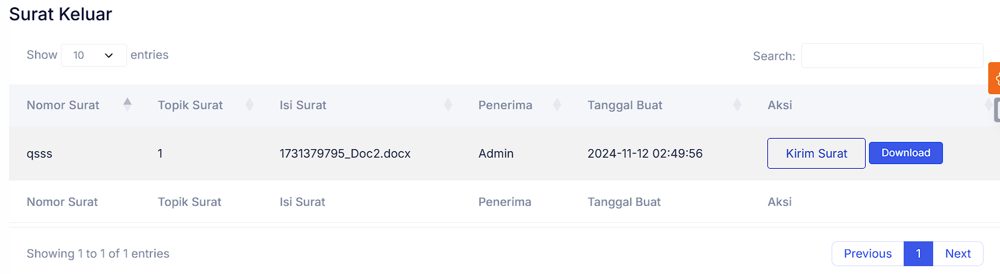 Surat Keluar
Show 10 entries
Search:
Nomor Surat Topik Surat Isi Surat Penerima Tanggal Buat Aksi
qsss 1 1731379795_Doc2.docx Admin 2024-11-12 02:49:56 Kirim Surat Download
Nomor Surat Topik Surat Isi Surat Penerima Tanggal Buat Aksi
Showing 1 to 1 of 1 entries
Previous 1 Next